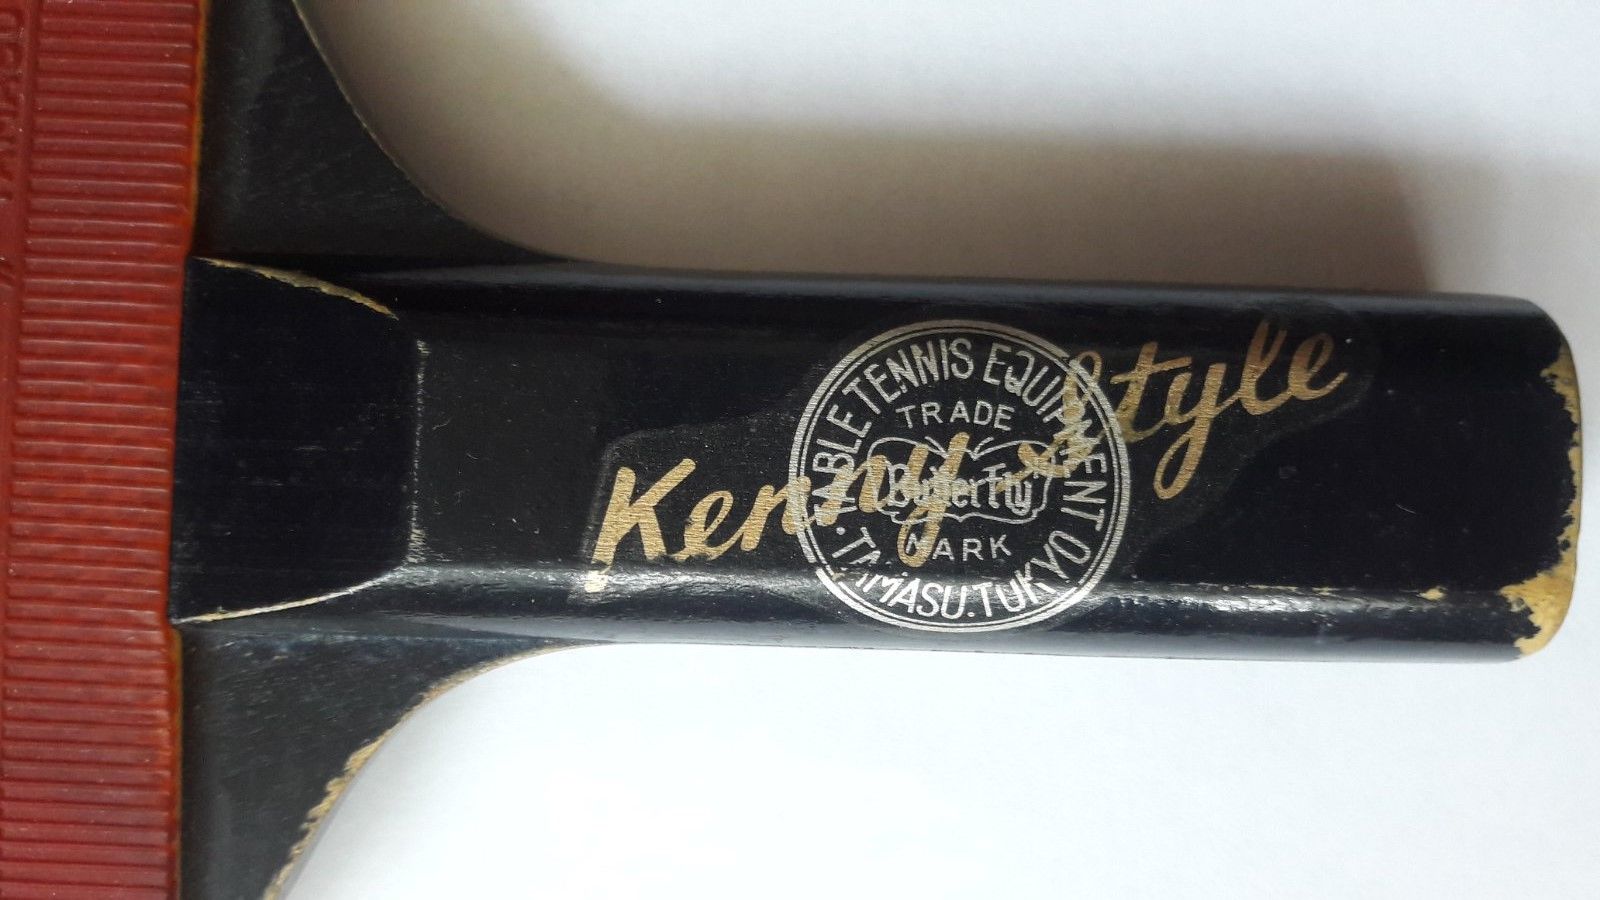 Kenny Style
TABLE TENNIS EQUIPMENT
TRADE
ButterFly
MARK
TAMASU.TOKYO